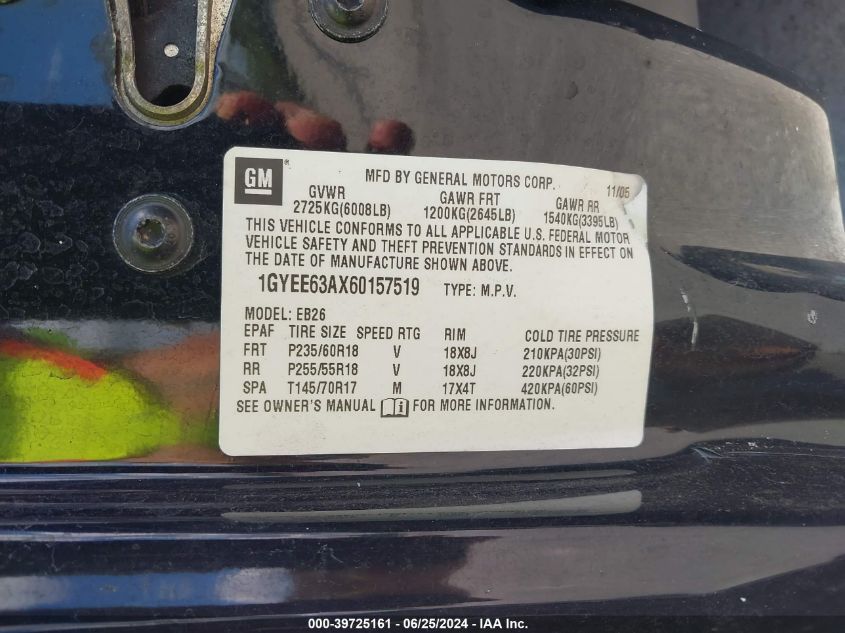 GM®
MFD BY GENERAL MOTORS CORP. 11/05
GVWR GAWR FRT GAWR RR
2725KG(6008LB) 1200KG(2645LB) 1540KG(3395LB)
THIS VEHICLE CONFORMS TO ALL APPLICABLE U.S. FEDERAL MOTOR
VEHICLE SAFETY AND THEFT PREVENTION STANDARDS IN EFFECT ON
THE DATE OF MANUFACTURE SHOWN ABOVE.
1GYEE63AX60157519 TYPE: M.P.V.
MODEL: EB26
EPAF TIRE SIZE SPEED RTG RIM COLD TIRE PRESSURE
FRT P235/60R18 V 18X8J 210KPA(30PSI)
RR P255/55R18 V 18X8J 220KPA(32PSI)
SPA T145/70R17 M 17X4T 420KPA(60PSI)
SEE OWNER'S MANUAL FOR MORE INFORMATION.
000-39725161 - 06/25/2024 - IAA Inc.